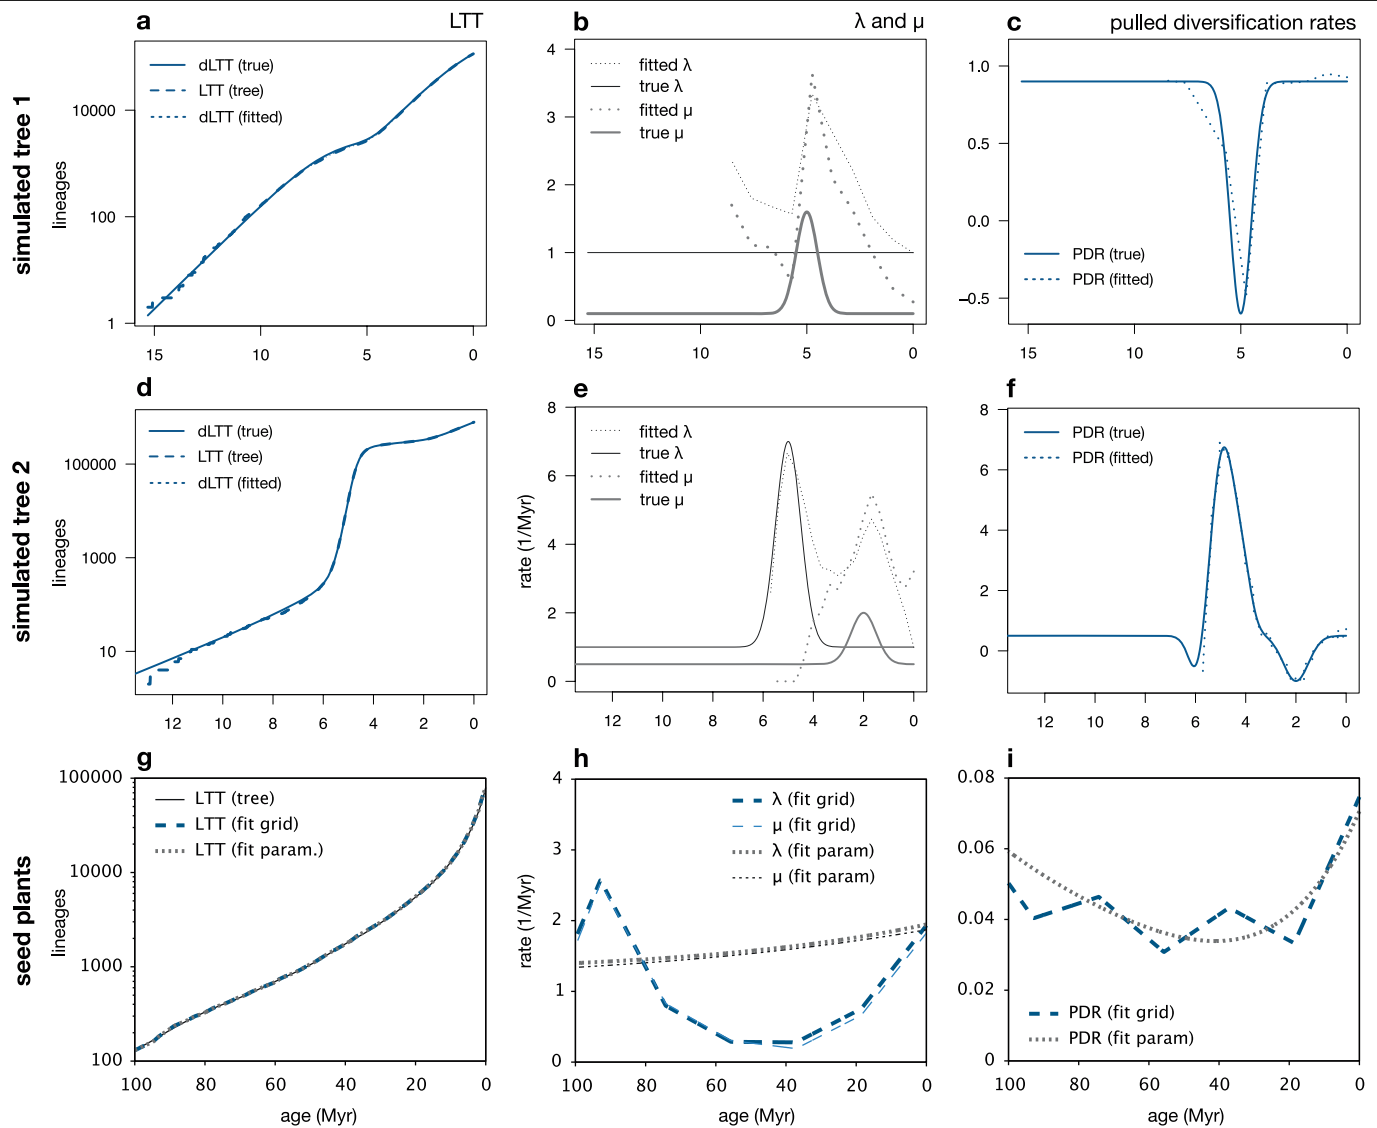 a
LTT
b
λ and μ
c
pulled diversification rates
simulated tree 1
lineages
10000
100
1
dLTT (true)
LTT (tree)
dLTT (fitted)
15
10
5
0
4
3
2
1
0
fitted λ
true λ
fitted μ
true μ
15
10
5
0
1.0
0.5
0.0
−0.5
PDR (true)
PDR (fitted)
15
10
5
0
d
e
f
simulated tree 2
lineages
100000
1000
10
dLTT (true)
LTT (tree)
dLTT (fitted)
12
10
8
6
4
2
0
rate (1/Myr)
8
6
4
2
0
fitted λ
true λ
fitted μ
true μ
12
10
8
6
4
2
0
8
6
4
2
0
PDR (true)
PDR (fitted)
12
10
8
6
4
2
0
g
h
i
seed plants
lineages
100000
10000
1000
100
LTT (tree)
LTT (fit grid)
LTT (fit param.)
100
80
60
40
20
0
age (Myr)
rate (1/Myr)
4
3
2
1
0
λ (fit grid)
μ (fit grid)
λ (fit param)
μ (fit param)
100
80
60
40
20
0
age (Myr)
0.08
0.06
0.04
0.02
0
PDR (fit grid)
PDR (fit param)
100
80
60
40
20
0
age (Myr)